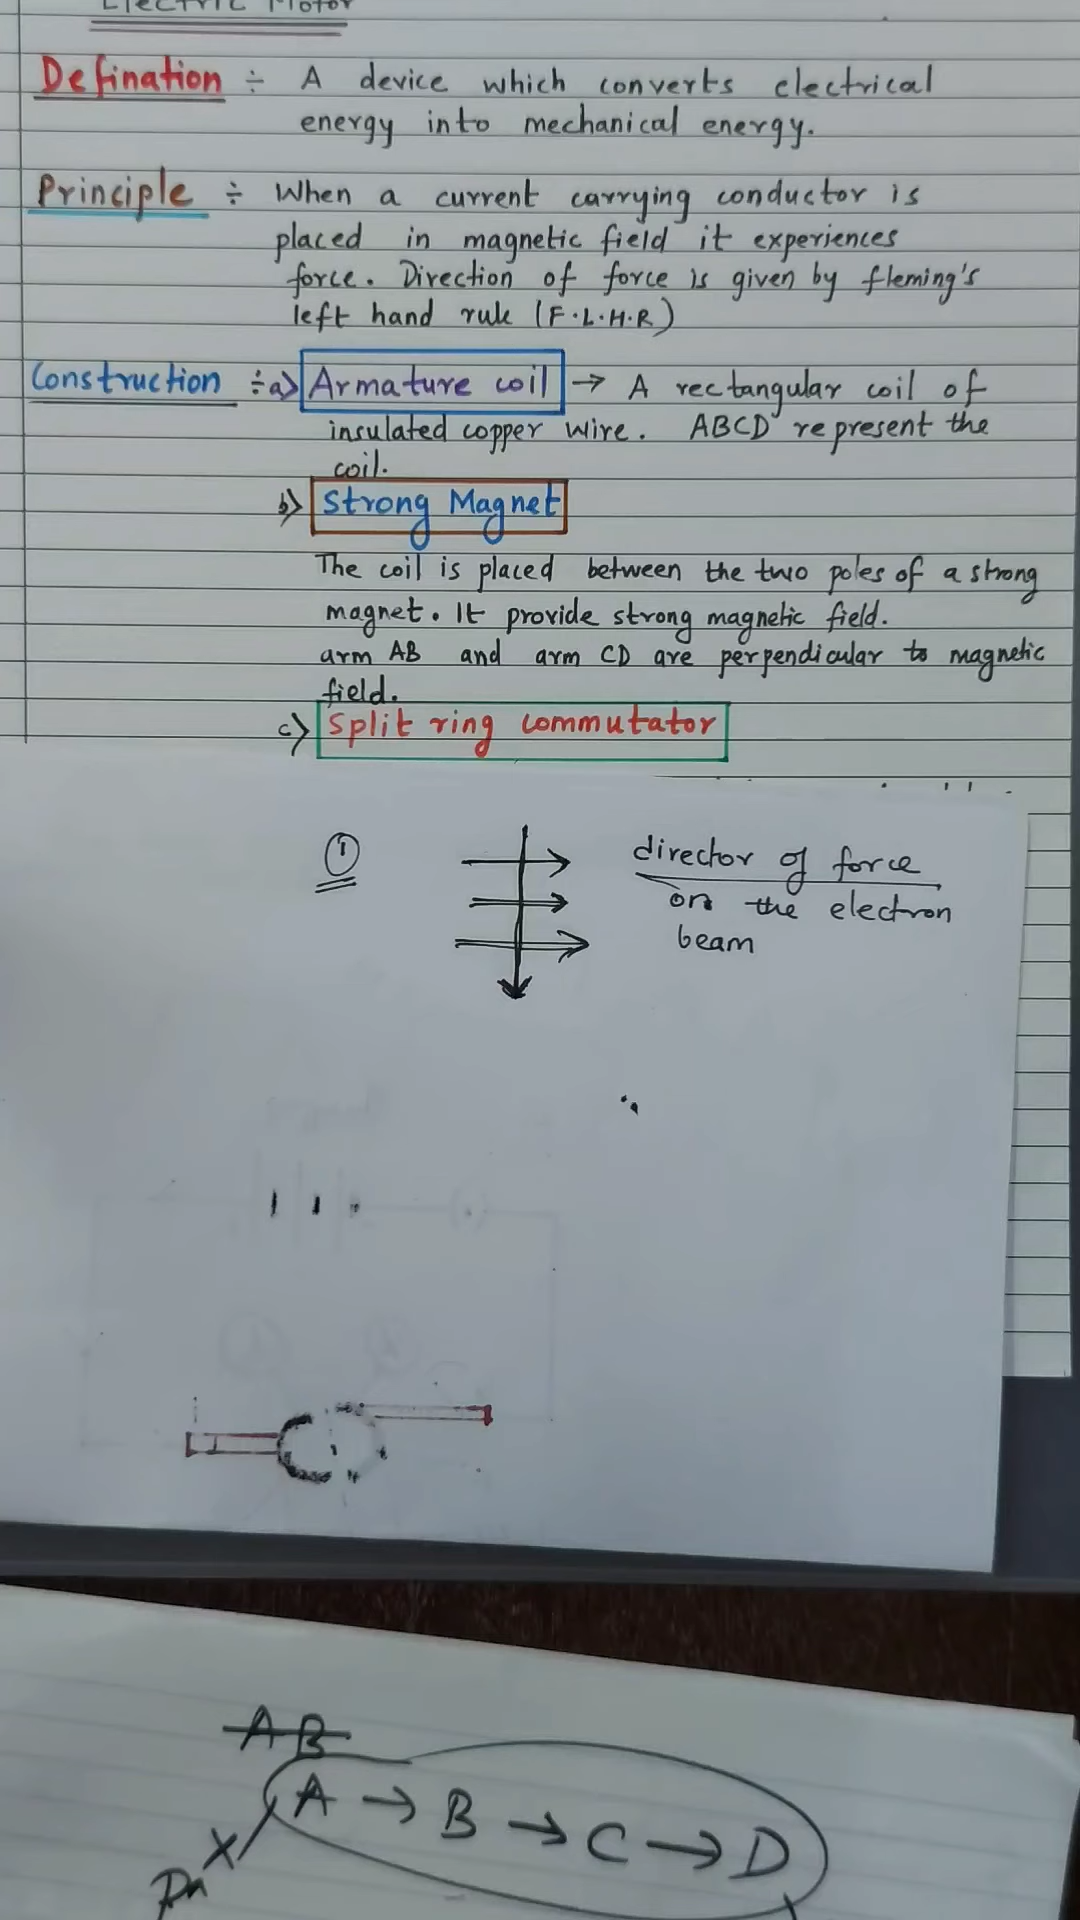 Electric Motor
Defination ÷ A device which converts electrical
energy into mechanical energy.
Principle ÷ When a current carrying conductor is
placed in magnetic field it experiences
force. Direction of force is given by fleming's
left hand rule (F.L.H.R)
Construction ÷ a) Armature coil → A rectangular coil of
insulated copper wire. ABCD represent the
coil.
b) Strong Magnet
The coil is placed between the two poles of a strong
magnet. It provide strong magnetic field.
arm AB and arm CD are perpendicular to magnetic
field.
c) Split ring commutator
1 director of force
on the electron
beam
AB
A → B → C → D
X